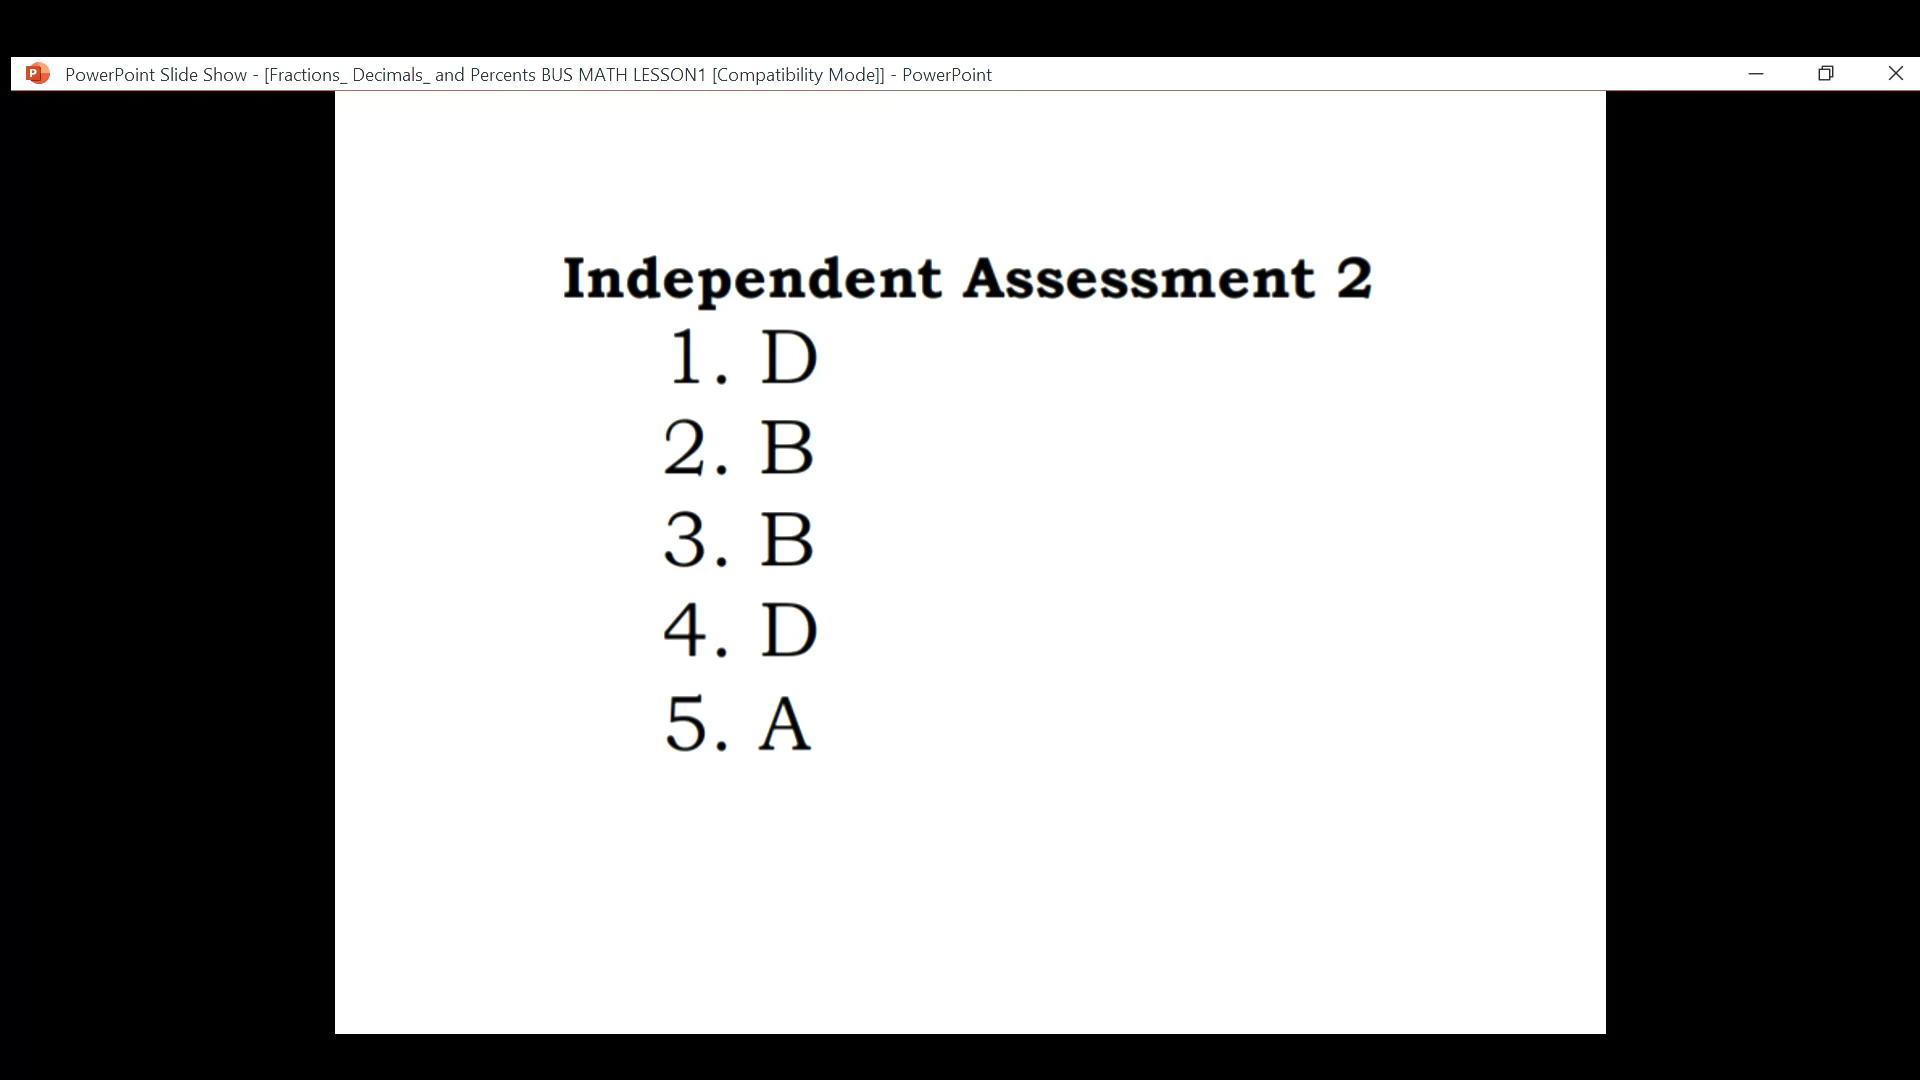 PowerPoint Slide Show - [Fractions_ Decimals_ and Percents BUS MATH LESSON1 [Compatibility Mode]] - PowerPoint
Independent Assessment 2
1. D
2. B
3. B
4. D
5. A